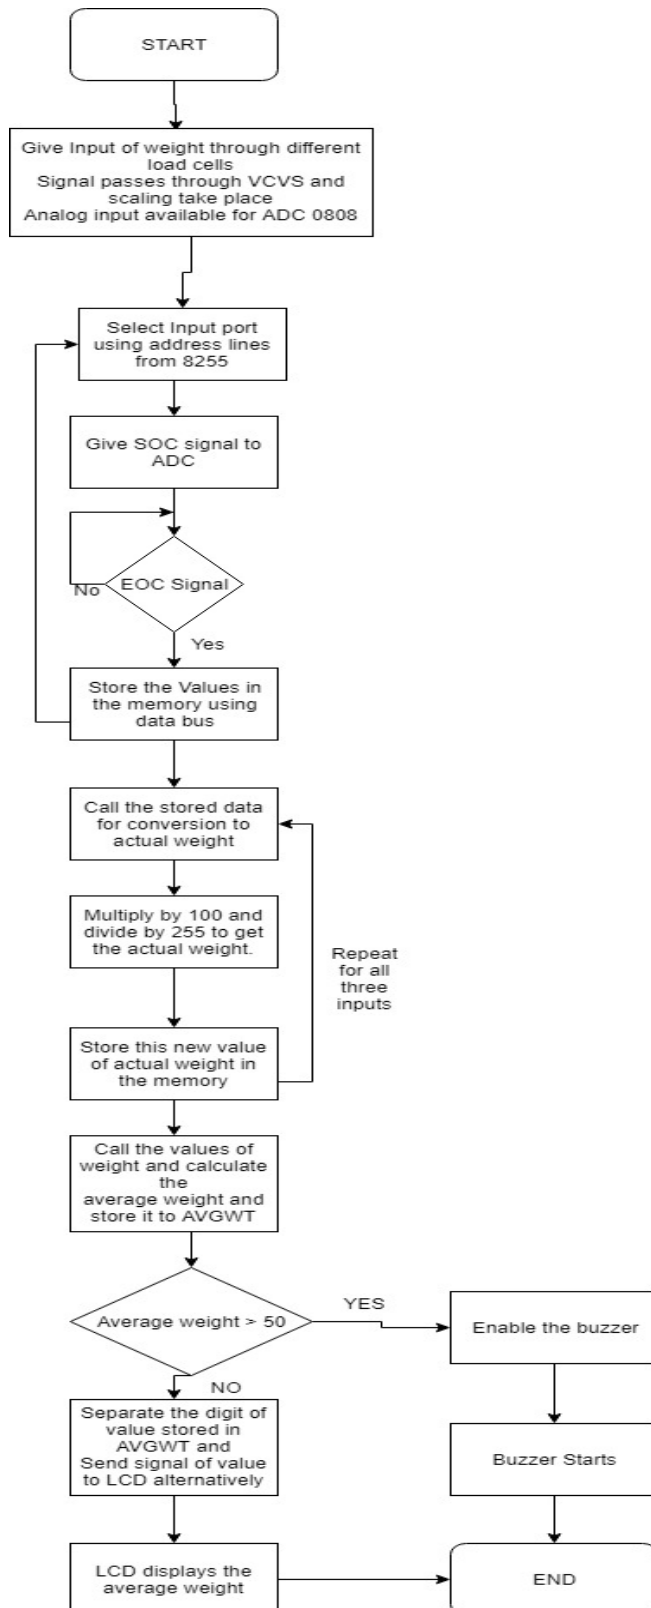 START
Give Input of weight through different
load cells
Signal passes through VCVS and
scaling take place
Analog input available for ADC 0808
Select Input port
using address lines
from 8255
Give SOC signal to
ADC
EOC Signal
No
Yes
Store the Values in
the memory using
data bus
Call the stored data
for conversion to
actual weight
Multiply by 100 and
divide by 255 to get
the actual weight.
Repeat
for all
three
inputs
Store this new value
of actual weight in
the memory
Call the values of
weight and calculate
the
average weight and
store it to AVGWT
Average weight > 50
YES
Enable the buzzer
NO
Separate the digit of
value stored in
AVGWT and
Send signal of value
to LCD alternatively
Buzzer Starts
LCD displays the
average weight
END